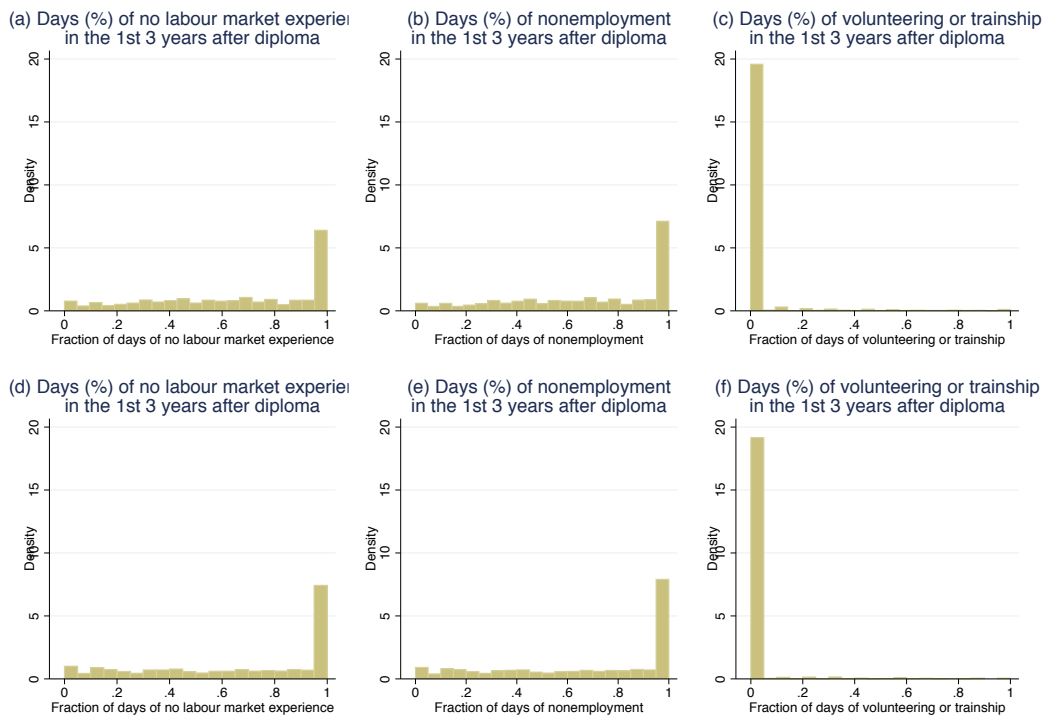 (a) Days (%) of no labour market experien
in the 1st 3 years after diploma
Density
0
5
10
15
20
0
.2
.4
.6
.8
1
Fraction of days of no labour market experience
(b) Days (%) of nonemployment
in the 1st 3 years after diploma
Density
0
5
10
15
20
0
.2
.4
.6
.8
1
Fraction of days of nonemployment
(c) Days (%) of volunteering or trainship
in the 1st 3 years after diploma
Density
0
5
10
15
20
0
.2
.4
.6
.8
1
Fraction of days of volunteering or trainship
(d) Days (%) of no labour market experien
in the 1st 3 years after diploma
Density
0
5
10
15
20
0
.2
.4
.6
.8
1
Fraction of days of no labour market experience
(e) Days (%) of nonemployment
in the 1st 3 years after diploma
Density
0
5
10
15
20
0
.2
.4
.6
.8
1
Fraction of days of nonemployment
(f) Days (%) of volunteering or trainship
in the 1st 3 years after diploma
Density
0
5
10
15
20
0
.2
.4
.6
.8
1
Fraction of days of volunteering or trainship